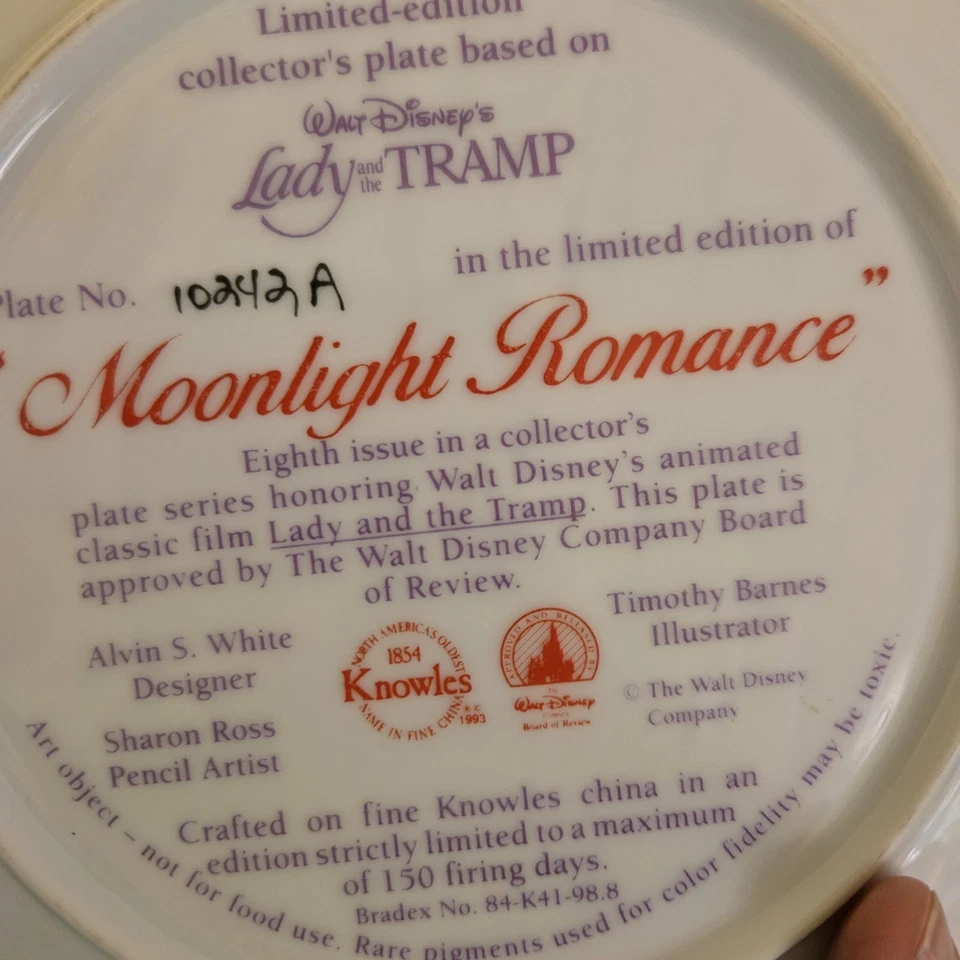 Limited-edition
collector's plate based on
WALT DISNEY'S
Lady and the TRAMP
Plate No. 10242A in the limited edition of
"Moonlight Romance"
Eighth issue in a collector's
plate series honoring Walt Disney's animated
classic film Lady and the Tramp. This plate is
approved by The Walt Disney Company Board
of Review.
Alvin S. White
Designer
Sharon Ross
Pencil Artist
NORTH AMERICA'S OLDEST
1854
Knowles
NAME IN FINE CHINA
1993
APPROVED AND RELEASED BY
The
WALT DISNEY
Company
Board of Review
Timothy Barnes
Illustrator
© The Walt Disney
Company
Crafted on fine Knowles china in an
edition strictly limited to a maximum
of 150 firing days.
Bradex No. 84-K41-98.8
Art object – not for food use. Rare pigments used for color fidelity may be toxic.